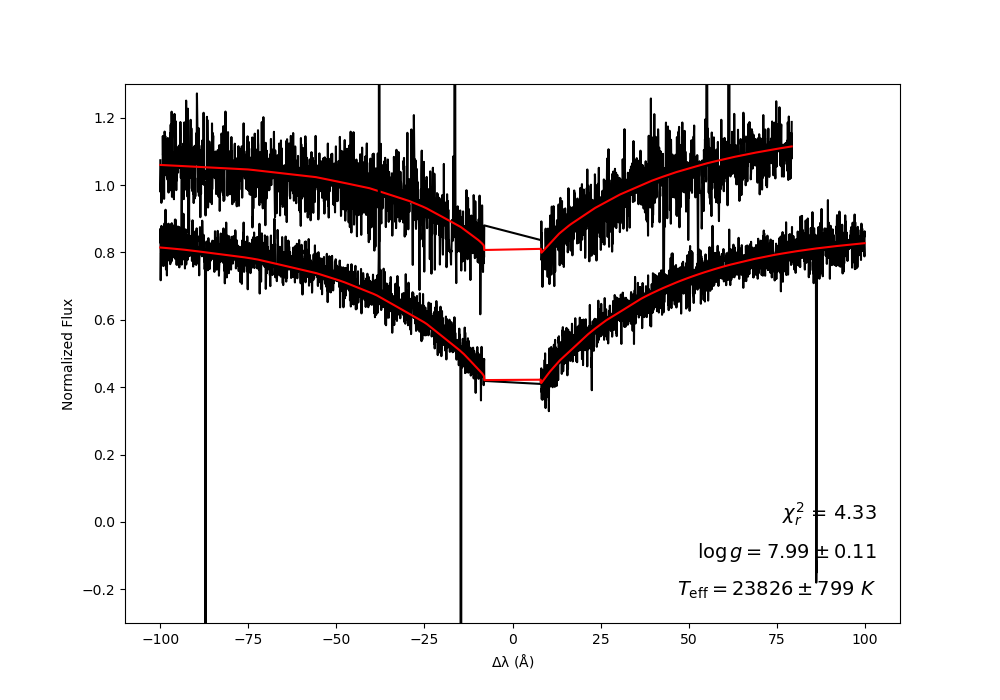 Normalized Flux
1.2
1.0
0.8
0.6
0.4
0.2
0.0
−0.2
χ²ᵣ = 4.33
log g = 7.99 ± 0.11
T_eff = 23826 ± 799 K
−100 −75 −50 −25 0 25 50 75 100
Δλ (Å)